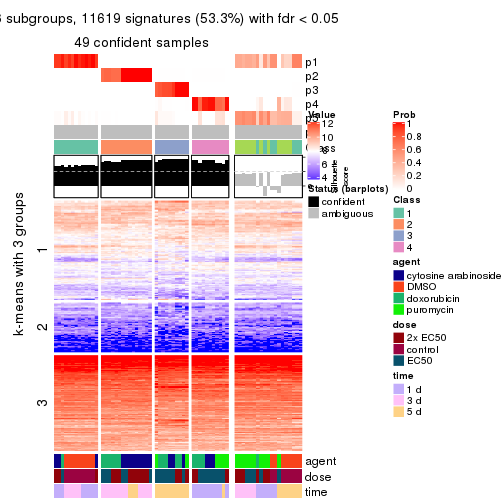 subgroups, 11619 signatures (53.3%) with fdr < 0.05
49 confident samples
p1
p2
p3
p4
Value
12
10
8
6
4
Silhouette
score
Status (barplots)
confident
ambiguous
Prob
1
0.8
0.6
0.4
0.2
0
Class
1
2
3
4
agent
cytosine arabinoside
DMSO
doxorubicin
puromycin
dose
2x EC50
control
EC50
time
1 d
3 d
5 d
k-means with 3 groups
1
2
3
agent
dose
time